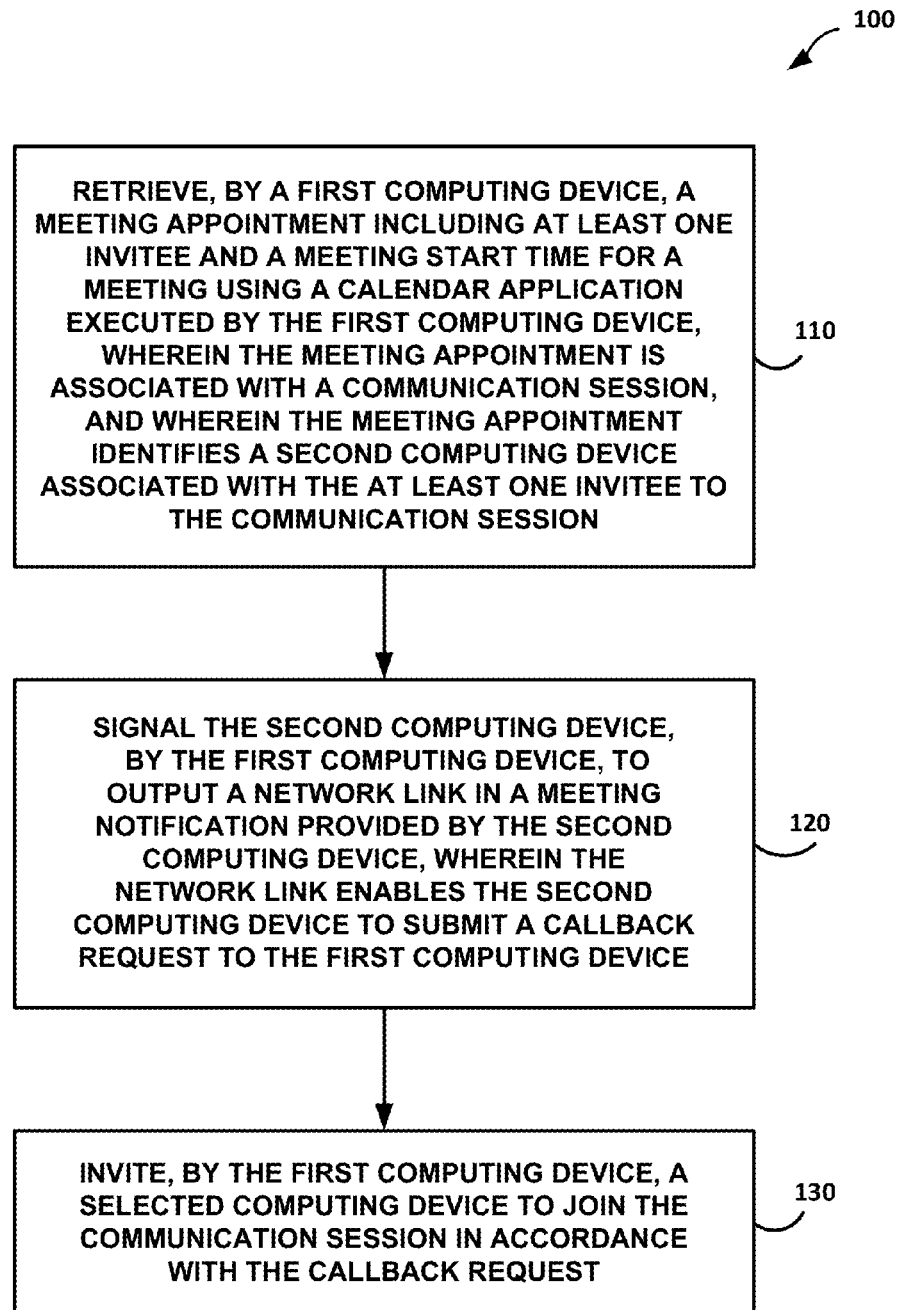 100
RETRIEVE, BY A FIRST COMPUTING DEVICE, A
MEETING APPOINTMENT INCLUDING AT LEAST ONE
INVITEE AND A MEETING START TIME FOR A
MEETING USING A CALENDAR APPLICATION
EXECUTED BY THE FIRST COMPUTING DEVICE,
WHEREIN THE MEETING APPOINTMENT IS
ASSOCIATED WITH A COMMUNICATION SESSION,
AND WHEREIN THE MEETING APPOINTMENT
IDENTIFIES A SECOND COMPUTING DEVICE
ASSOCIATED WITH THE AT LEAST ONE INVITEE TO
THE COMMUNICATION SESSION
110
SIGNAL THE SECOND COMPUTING DEVICE,
BY THE FIRST COMPUTING DEVICE, TO
OUTPUT A NETWORK LINK IN A MEETING
NOTIFICATION PROVIDED BY THE SECOND
COMPUTING DEVICE, WHEREIN THE
NETWORK LINK ENABLES THE SECOND
COMPUTING DEVICE TO SUBMIT A CALLBACK
REQUEST TO THE FIRST COMPUTING DEVICE
120
INVITE, BY THE FIRST COMPUTING DEVICE, A
SELECTED COMPUTING DEVICE TO JOIN THE
COMMUNICATION SESSION IN ACCORDANCE
WITH THE CALLBACK REQUEST
130